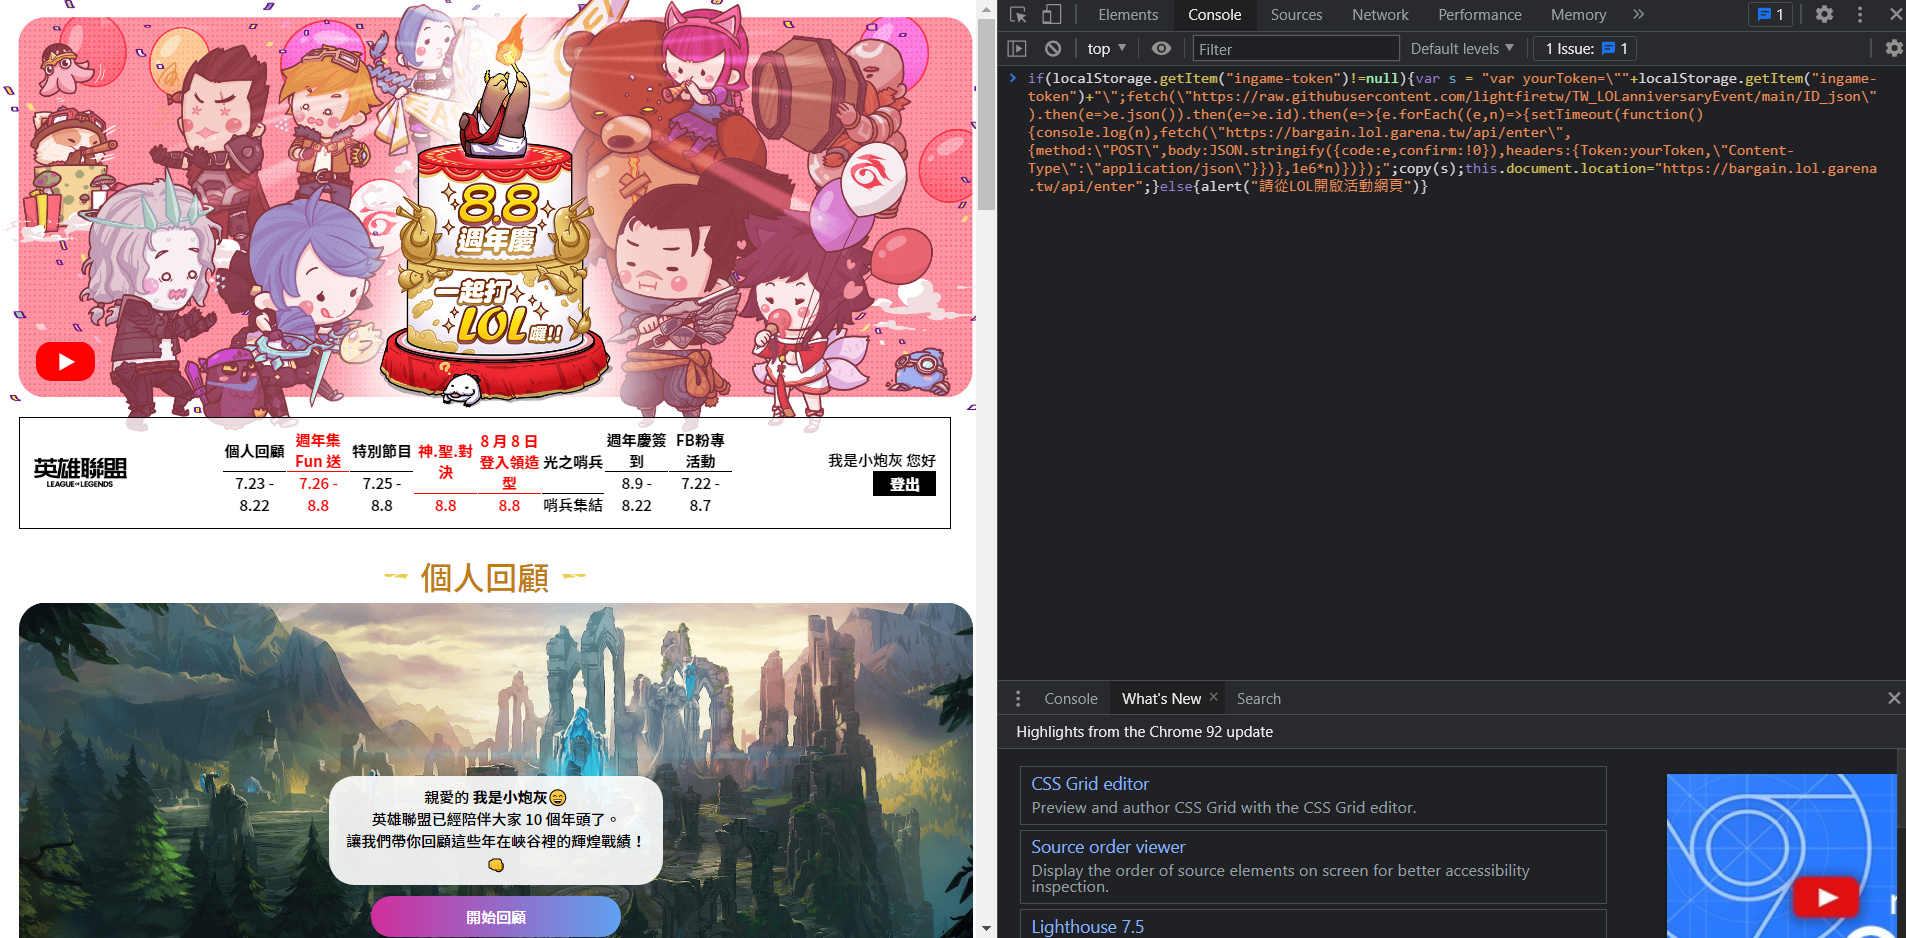 8.8
週年慶
一起打
LOL囉!!
英雄聯盟
LEAGUE OF LEGENDS
個人回顧
7.23 -
8.22
週年集
Fun 送
7.26 -
8.8
特別節目
7.25 -
8.8
神.聖.對
決
8.8
8 月 8 日
登入領造
型
8.8
光之哨兵
哨兵集結
週年慶簽
到
8.9 -
8.22
FB粉專
活動
7.22 -
8.7
我是小炮灰 您好
登出
個人回顧
親愛的 我是小炮灰😄
英雄聯盟已經陪伴大家 10 個年頭了。
讓我們帶你回顧這些年在峽谷裡的輝煌戰績！
👊
開始回顧
Elements Console Sources Network Performance Memory » 1
top Filter Default levels 1 Issue: 1
if(localStorage.getItem("ingame-token")!=null){var s = "var yourToken=\""+localStorage.getItem("ingame-
token")+"\";fetch(\"https://raw.githubusercontent.com/lightfiretw/TW_LOLanniversaryEvent/main/ID_json\"
).then(e=>e.json()).then(e=>e.id).then(e=>{e.forEach((e,n)=>{setTimeout(function()
{console.log(n),fetch(\"https://bargain.lol.garena.tw/api/enter\",
{method:\"POST\",body:JSON.stringify({code:e,confirm:!0}),headers:{Token:yourToken,\"Content-
Type\":\"application/json\"}})},1e6*n)})});";copy(s);this.document.location="https://bargain.lol.garena
.tw/api/enter";}else{alert("請從LOL開啟活動網頁")}
Console What's New Search
Highlights from the Chrome 92 update
CSS Grid editor
Preview and author CSS Grid with the CSS Grid editor.
Source order viewer
Display the order of source elements on screen for better accessibility
inspection.
Lighthouse 7.5